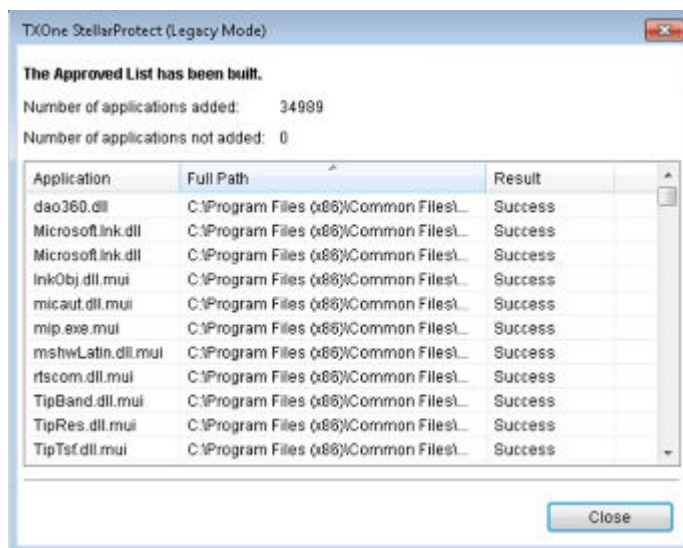 TXOne StellarProtect (Legacy Mode)
The Approved List has been built.
Number of applications added: 34989
Number of applications not added: 0
Application Full Path Result
dao360.dll C:\Program Files (x86)\Common Files\... Success
Microsoft.Ink.dll C:\Program Files (x86)\Common Files\... Success
Microsoft.Ink.dll C:\Program Files (x86)\Common Files\... Success
InkObj.dll.mui C:\Program Files (x86)\Common Files\... Success
micaut.dll.mui C:\Program Files (x86)\Common Files\... Success
mip.exe.mui C:\Program Files (x86)\Common Files\... Success
mshwLatin.dll.mui C:\Program Files (x86)\Common Files\... Success
rtscom.dll.mui C:\Program Files (x86)\Common Files\... Success
TipBand.dll.mui C:\Program Files (x86)\Common Files\... Success
TipRes.dll.mui C:\Program Files (x86)\Common Files\... Success
TipTsf.dll.mui C:\Program Files (x86)\Common Files\... Success
Close